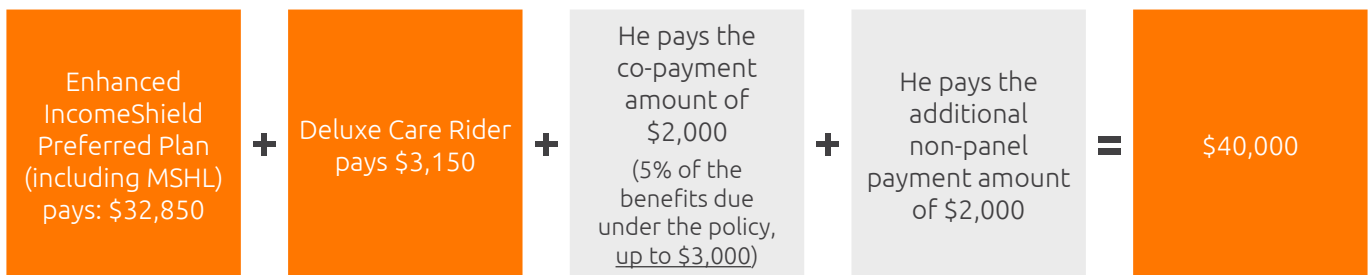 Enhanced
IncomeShield
Preferred Plan
(including MSHL)
pays: $32,850
+
Deluxe Care Rider
pays $3,150
+
He pays the
co-payment
amount of
$2,000
(5% of the
benefits due
under the policy,
up to $3,000)
+
He pays the
additional
non-panel
payment amount
of $2,000
=
$40,000